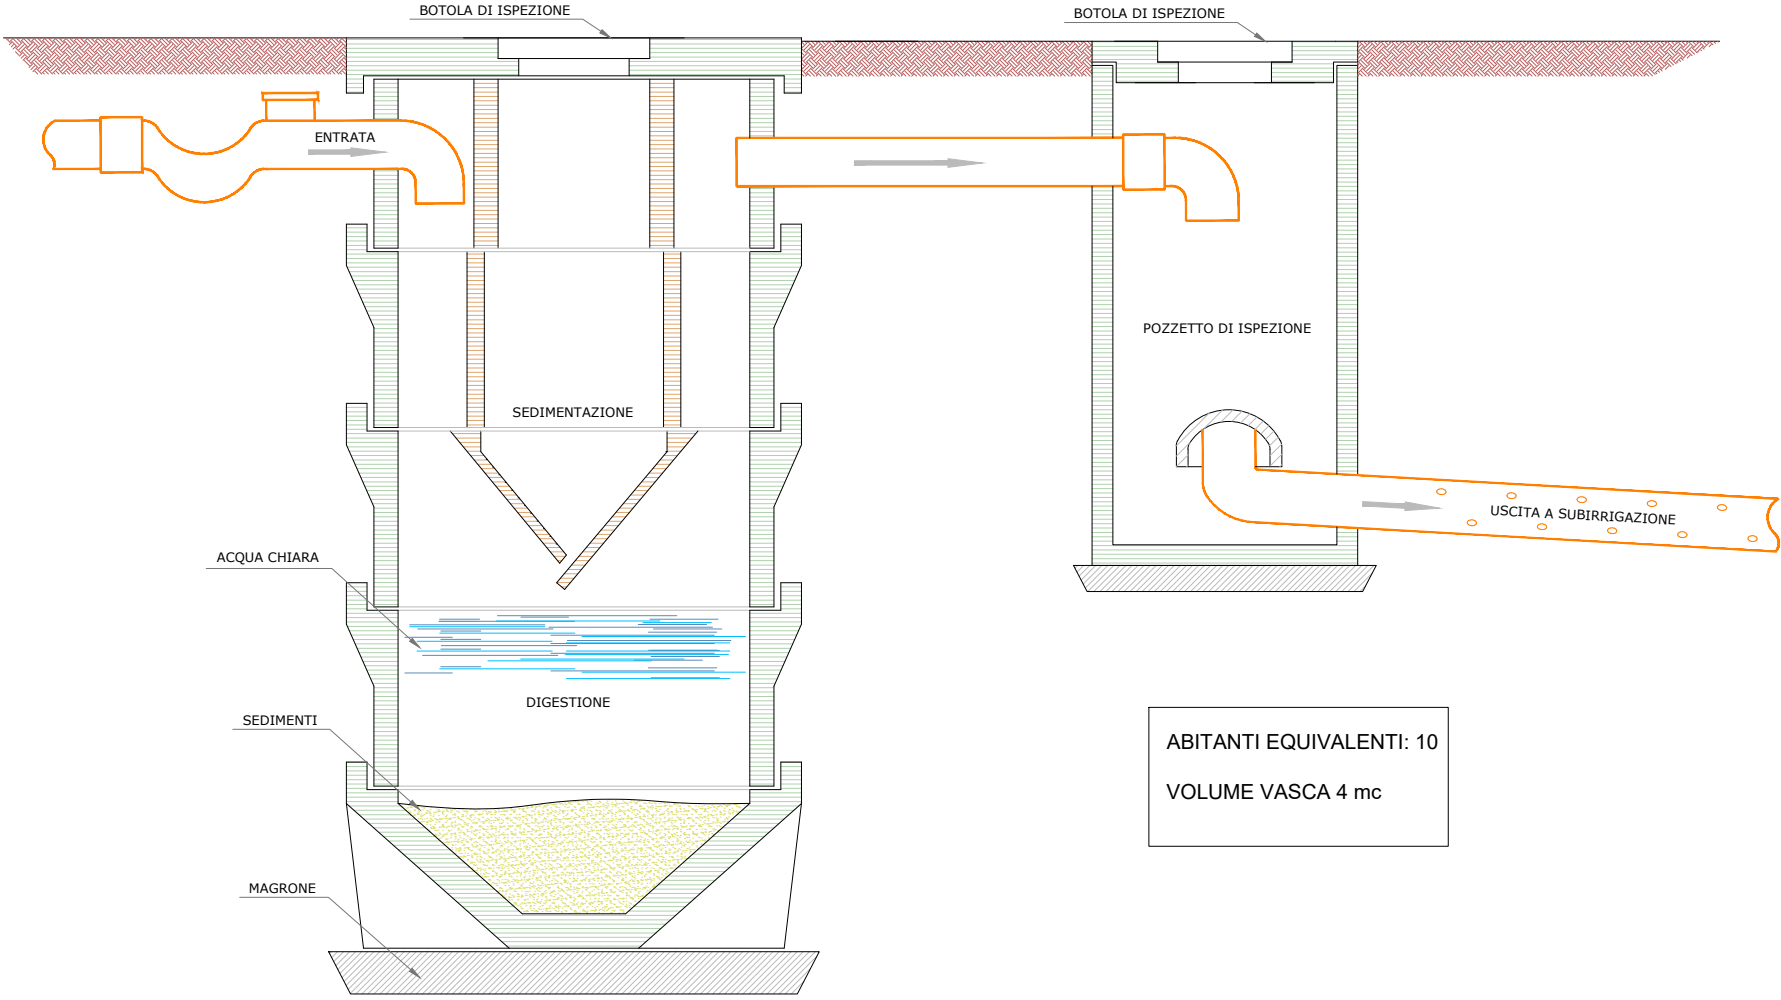 BOTOLA DI ISPEZIONE
BOTOLA DI ISPEZIONE
ENTRATA
POZZETTO DI ISPEZIONE
SEDIMENTAZIONE
USCITA A SUBIRRIGAZIONE
ACQUA CHIARA
DIGESTIONE
SEDIMENTI
ABITANTI EQUIVALENTI: 10
VOLUME VASCA 4 mc
MAGRONE